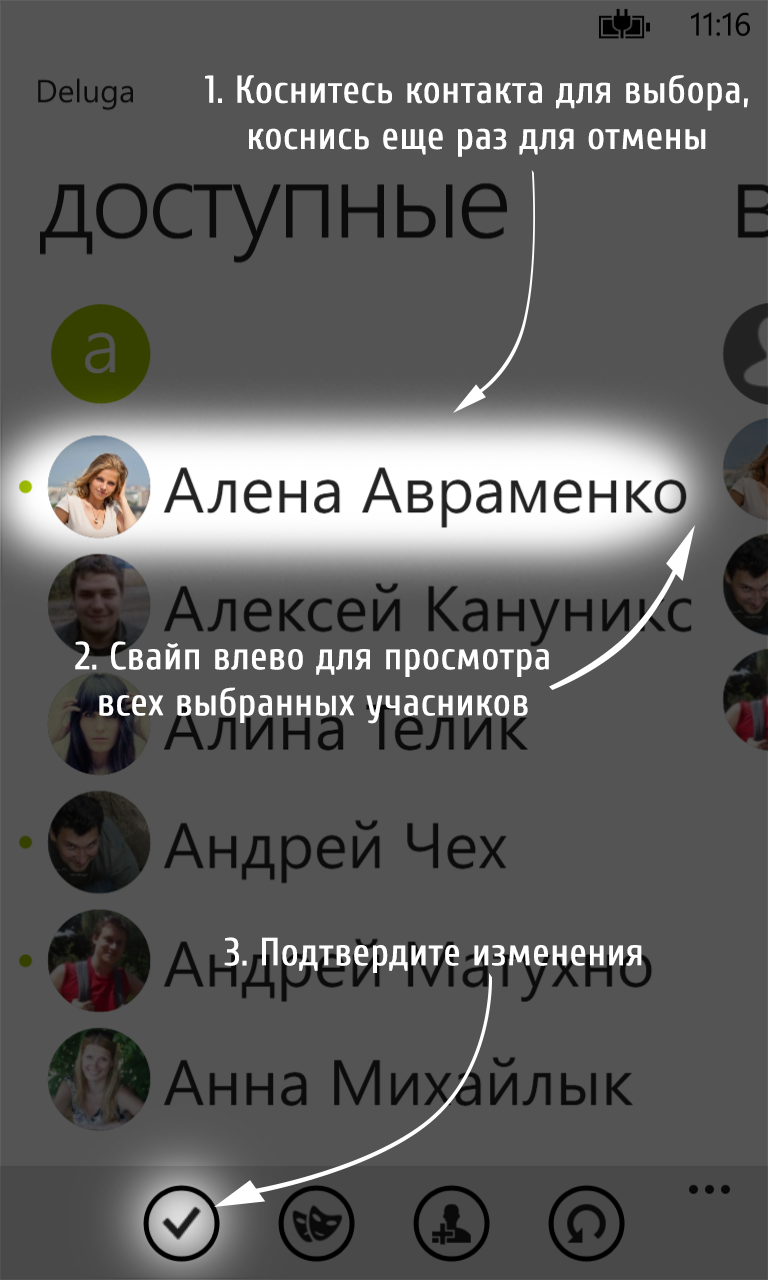 11:16
Deluga
1. Коснитесь контакта для выбора,
коснись еще раз для отмены
доступные
в
а
Алена Авраменко
Алексей Кануникс
2. Свайп влево для просмотра
всех выбранных учасников
Алина Телик
Андрей Чех
3. Подтвердите изменения
Андрей Матухно
Анна Михайлык